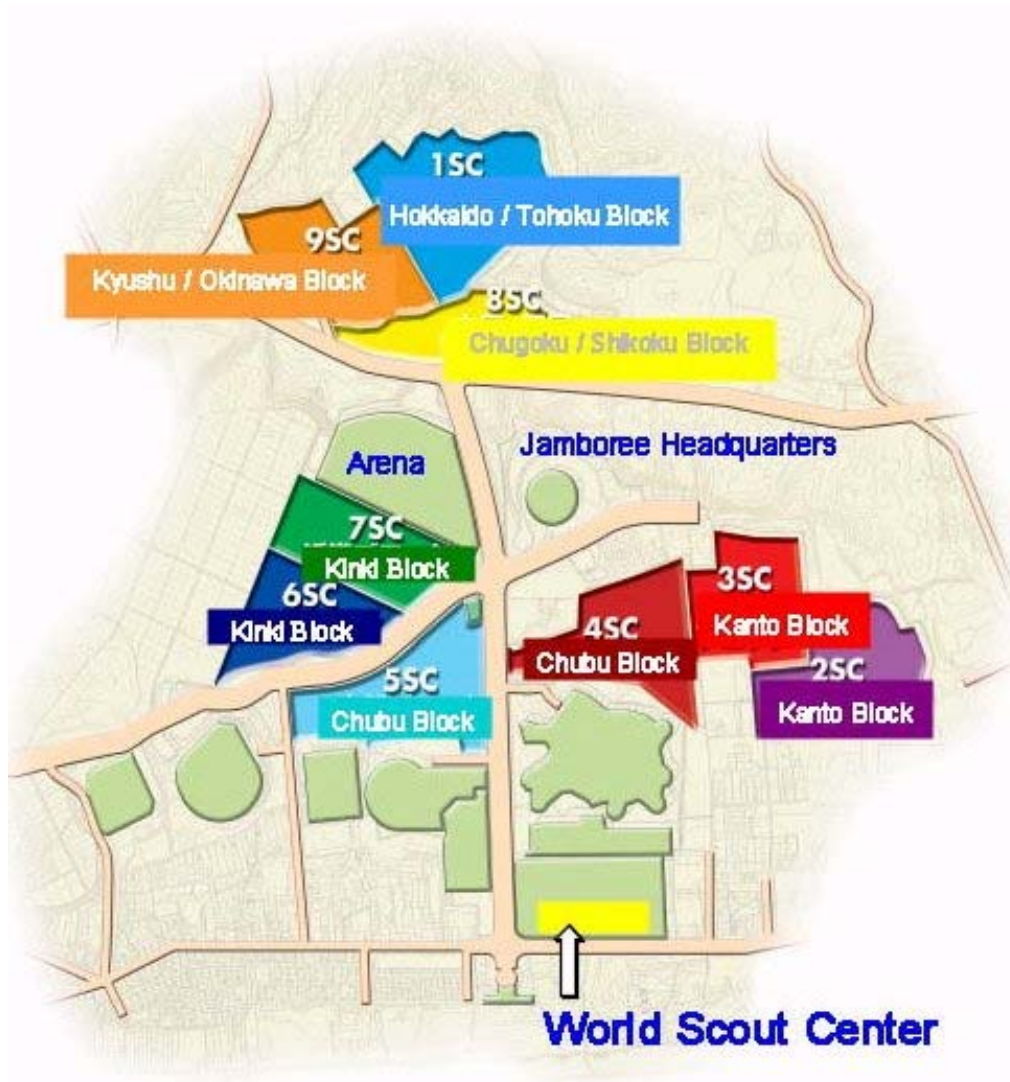 1SC
Hokkaido / Tohoku Block
9SC
Kyushu / Okinawa Block
8SC
Chugoku / Shikoku Block
Arena
Jamboree Headquarters
7SC
Kinki Block
6SC
Kinki Block
3SC
Kanto Block
4SC
Chubu Block
2SC
Kanto Block
5SC
Chubu Block
World Scout Center